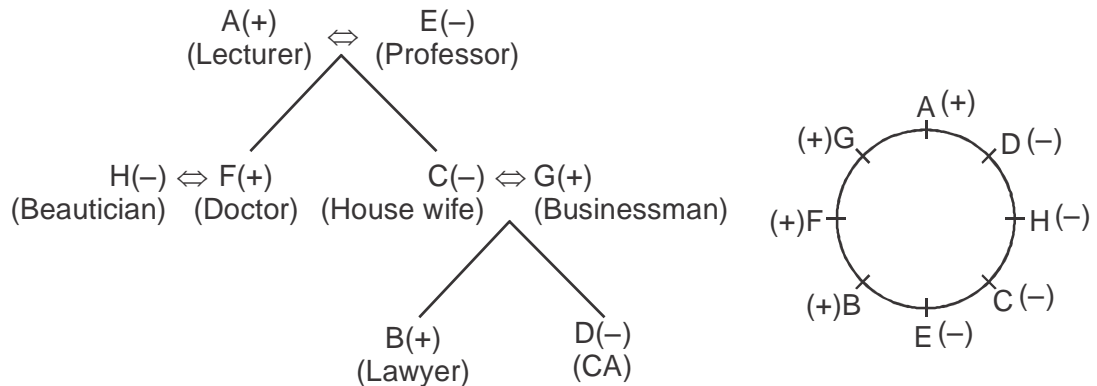 A(+) ⇔ E(–)
(Lecturer) (Professor)
H(–) ⇔ F(+) C(–) ⇔ G(+)
(Beautician) (Doctor) (House wife) (Businessman)
B(+) D(–)
(Lawyer) (CA)
A(+)
(+)G D(–)
(+)F H(–)
(+)B C(–)
E(–)